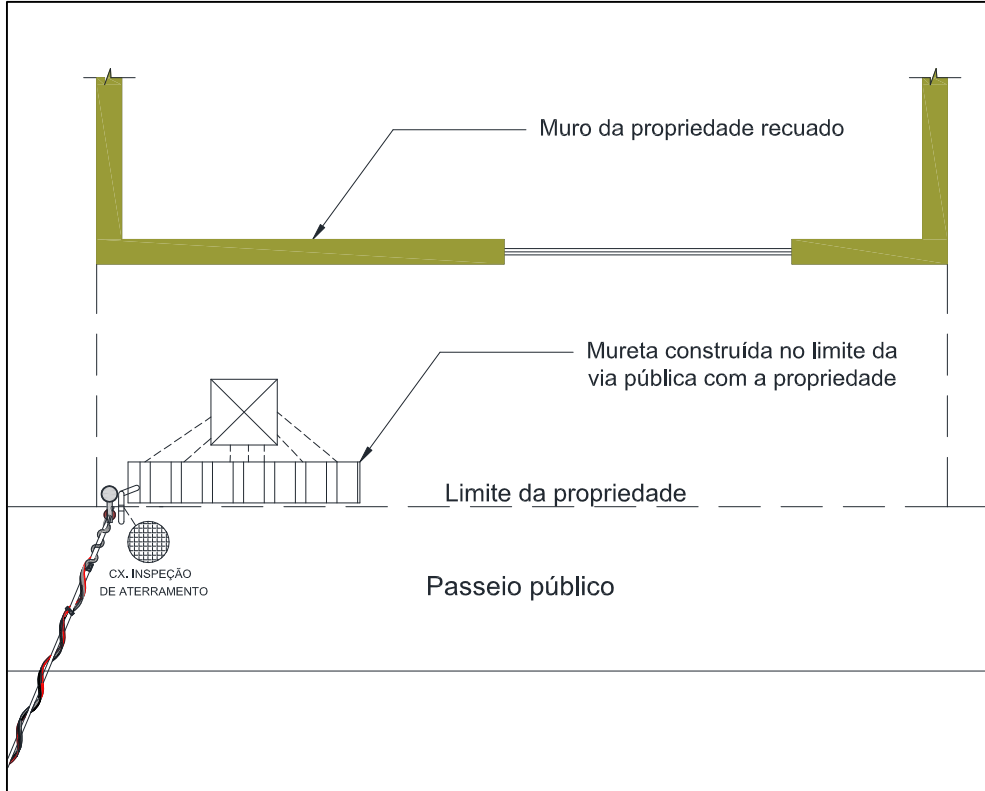 Muro da propriedade recuado
Mureta construída no limite da
via pública com a propriedade
Limite da propriedade
CX. INSPEÇÃO
DE ATERRAMENTO
Passeio público